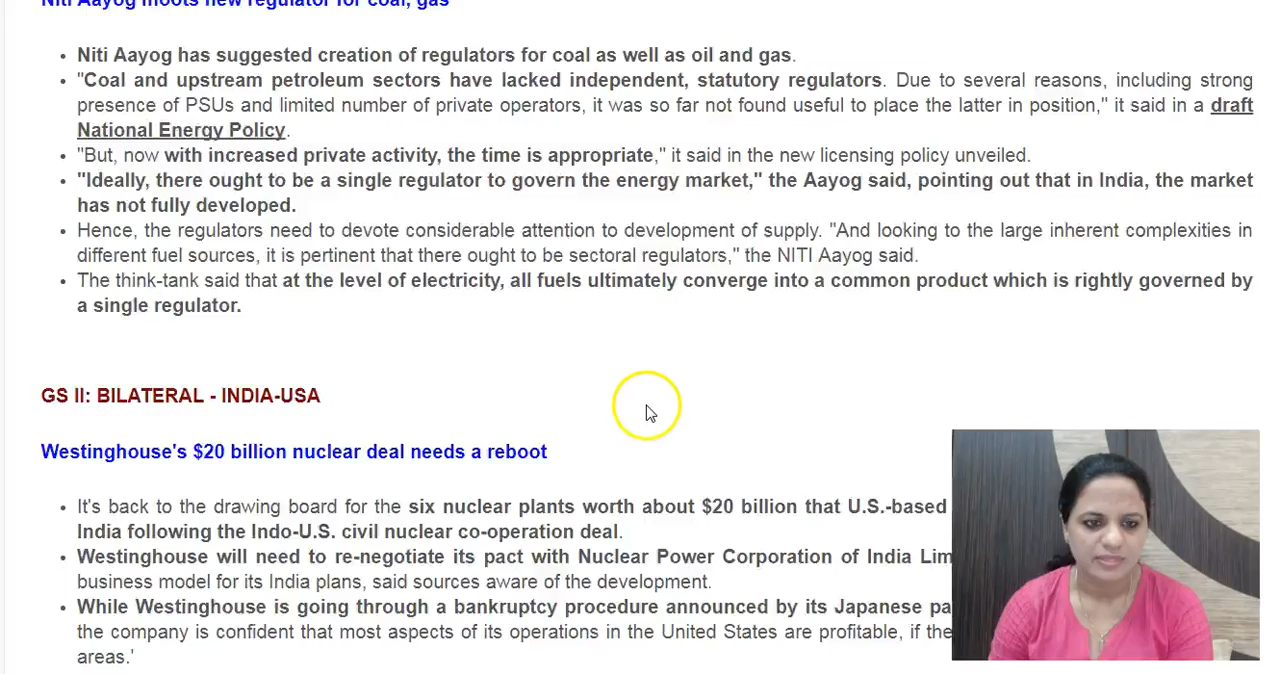 Niti Aayog moots new regulator for coal, gas
• Niti Aayog has suggested creation of regulators for coal as well as oil and gas.
• "Coal and upstream petroleum sectors have lacked independent, statutory regulators. Due to several reasons, including strong
presence of PSUs and limited number of private operators, it was so far not found useful to place the latter in position," it said in a draft
National Energy Policy.
• "But, now with increased private activity, the time is appropriate," it said in the new licensing policy unveiled.
• "Ideally, there ought to be a single regulator to govern the energy market," the Aayog said, pointing out that in India, the market
has not fully developed.
• Hence, the regulators need to devote considerable attention to development of supply. "And looking to the large inherent complexities in
different fuel sources, it is pertinent that there ought to be sectoral regulators," the NITI Aayog said.
• The think-tank said that at the level of electricity, all fuels ultimately converge into a common product which is rightly governed by
a single regulator.
GS II: BILATERAL - INDIA-USA
Westinghouse's $20 billion nuclear deal needs a reboot
• It's back to the drawing board for the six nuclear plants worth about $20 billion that U.S.-based
India following the Indo-U.S. civil nuclear co-operation deal.
• Westinghouse will need to re-negotiate its pact with Nuclear Power Corporation of India Lim
business model for its India plans, said sources aware of the development.
• While Westinghouse is going through a bankruptcy procedure announced by its Japanese pa
the company is confident that most aspects of its operations in the United States are profitable, if the
areas.'